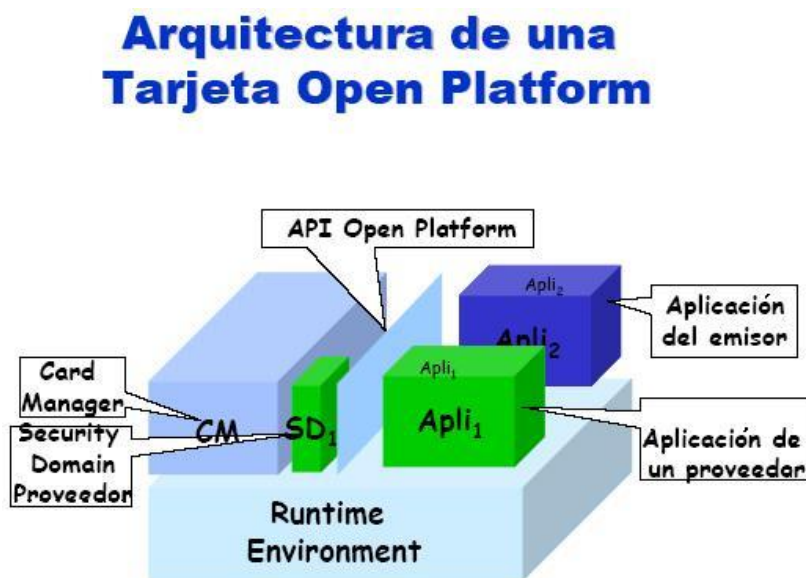 Arquitectura de una
Tarjeta Open Platform
API Open Platform
Apli2
Apli2
Aplicación
del emisor
Card
Manager
CM
Security
Domain
Proveedor
SD1
Apli1
Apli1
Aplicación de
un proveedor
Runtime
Environment